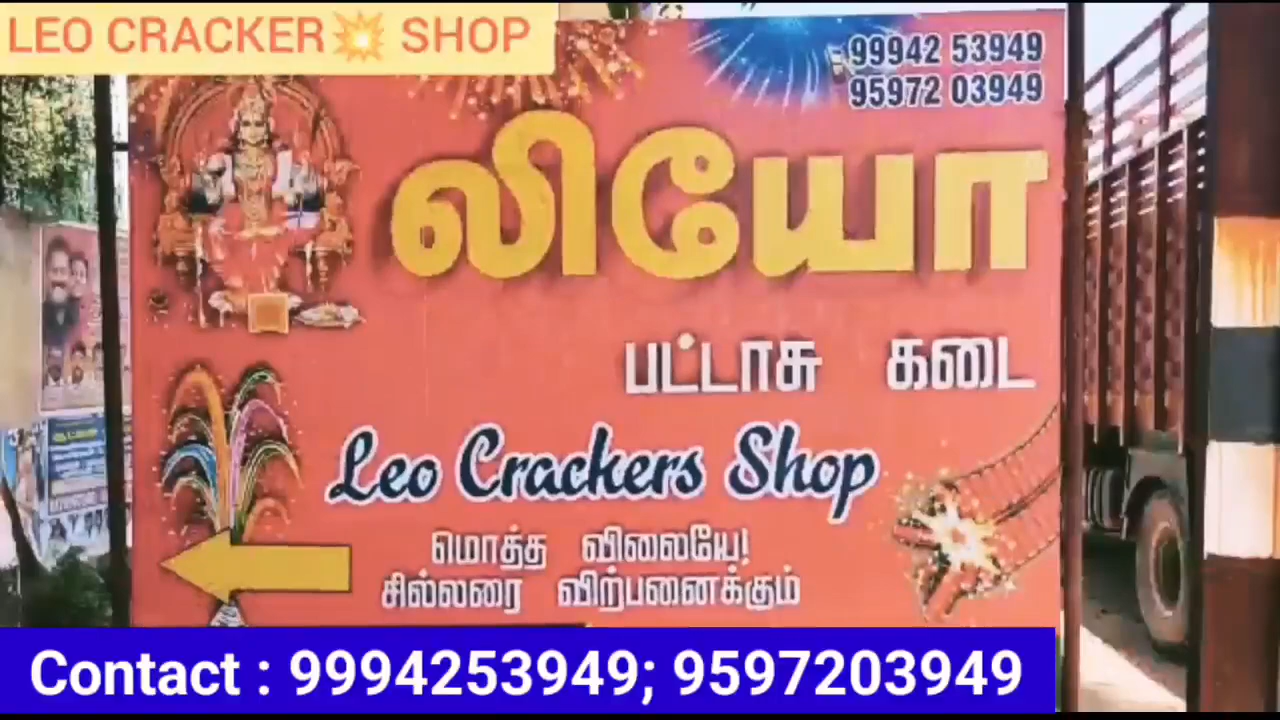 LEO CRACKER💥 SHOP
99942 53949
95972 03949
லியோ
பட்டாசு கடை
Leo Crackers Shop
மொத்த விலையே!
சில்லரை விற்பனைக்கும்
Contact : 9994253949; 9597203949